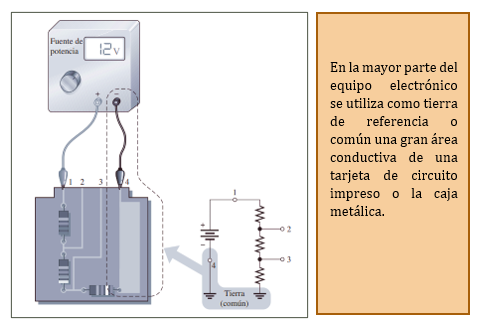 Fuente de
potencia
12 V
+ −
1 2 3 4
1
+
−
2
3
4
Tierra
(común)
En la mayor parte del
equipo electrónico
se utiliza como tierra
de referencia o
común una gran área
conductiva de una
tarjeta de circuito
impreso o la caja
metálica.